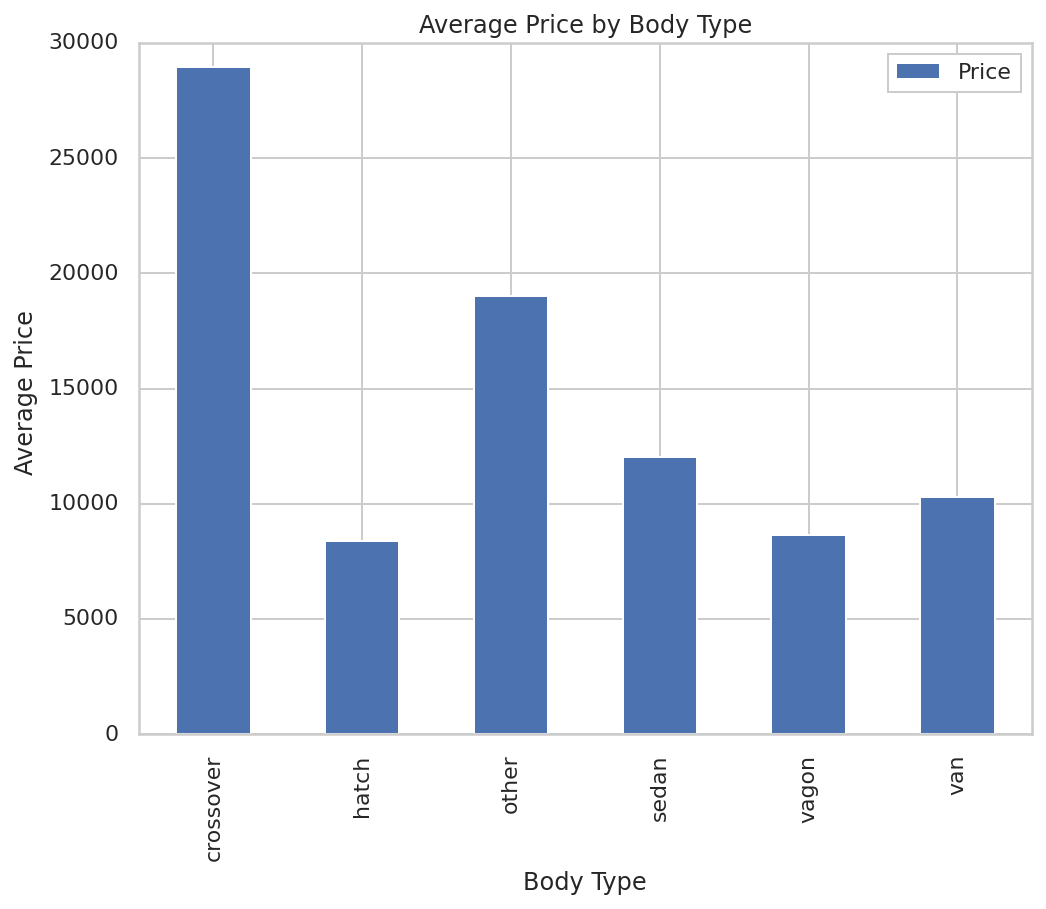 Average Price by Body Type
Price
30000
25000
20000
15000
10000
5000
0
Average Price
crossover
hatch
other
sedan
vagon
van
Body Type